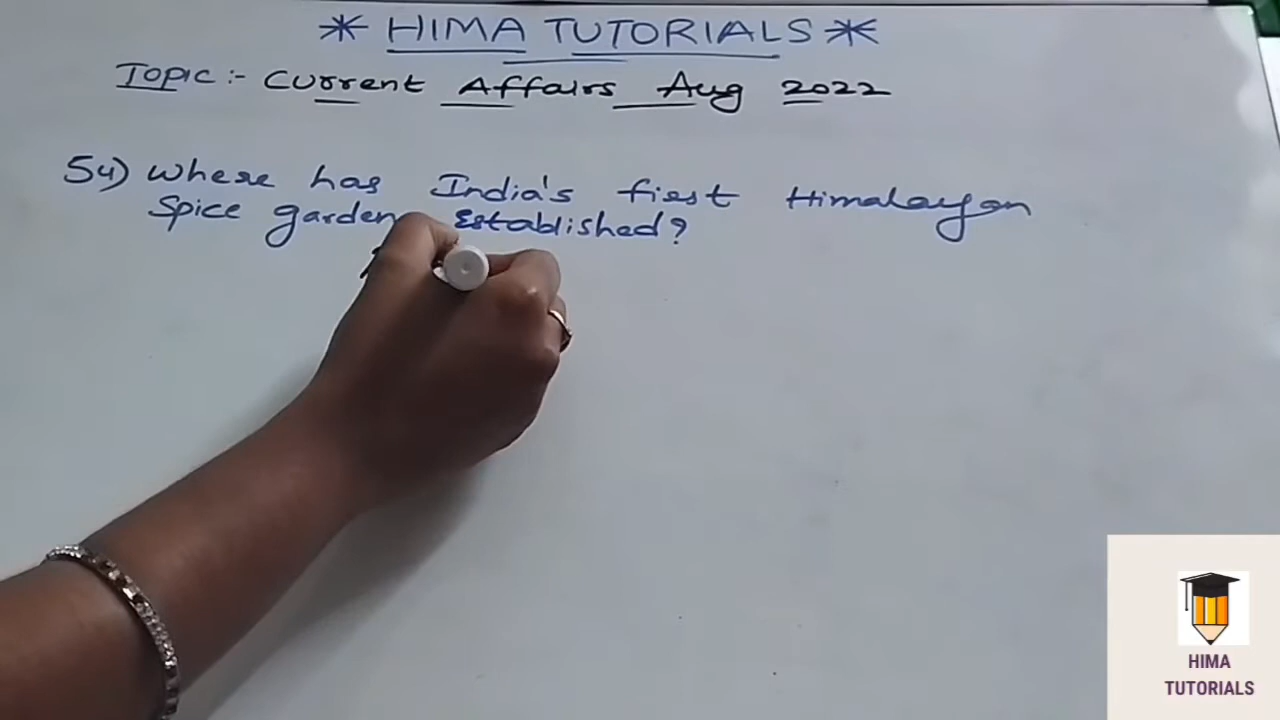 * HIMA TUTORIALS *
Topic :- Current Affairs Aug 2022
54) Where has India's first Himalayan
Spice garden Established?
HIMA
TUTORIALS